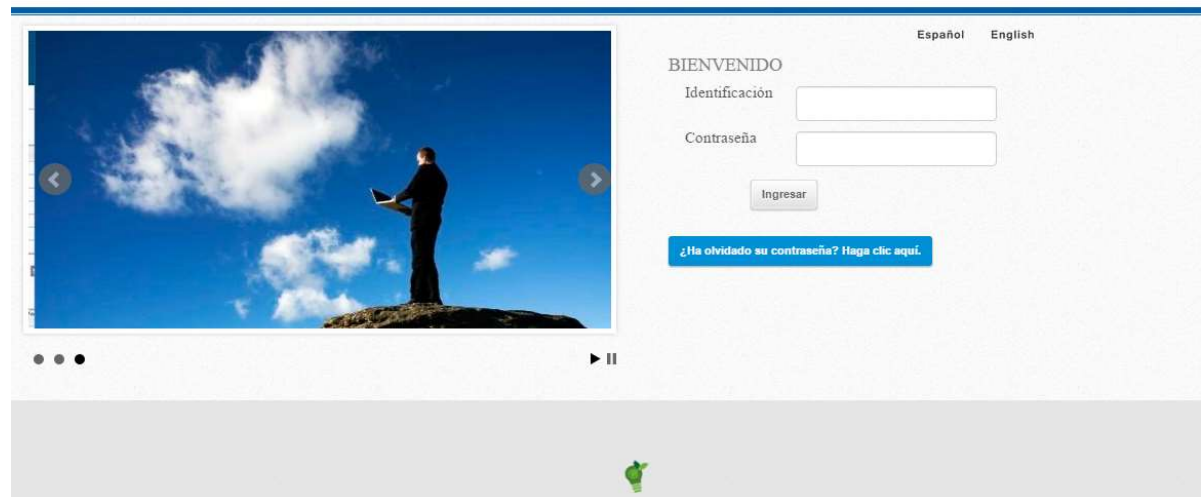 Español English
BIENVENIDO
Identificación
Contraseña
Ingresar
¿Ha olvidado su contraseña? Haga clic aquí.